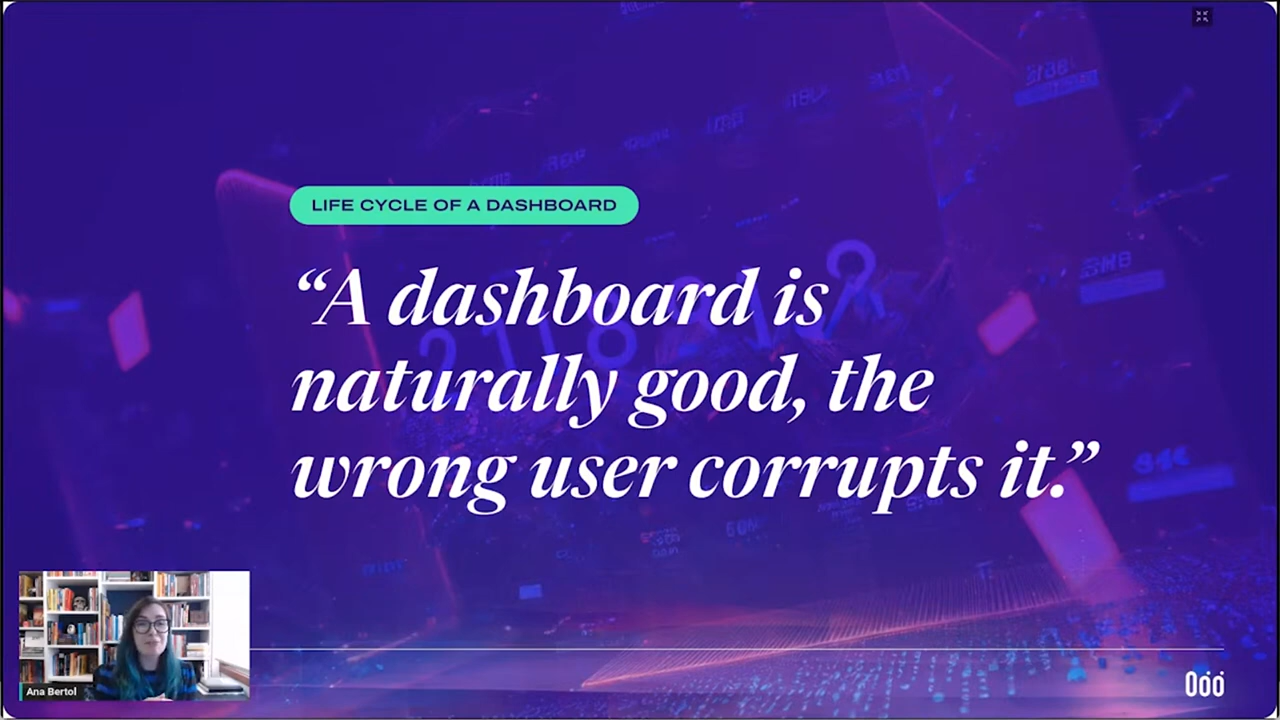 LIFE CYCLE OF A DASHBOARD
“A dashboard is
naturally good, the
wrong user corrupts it.”
Ana Bertol